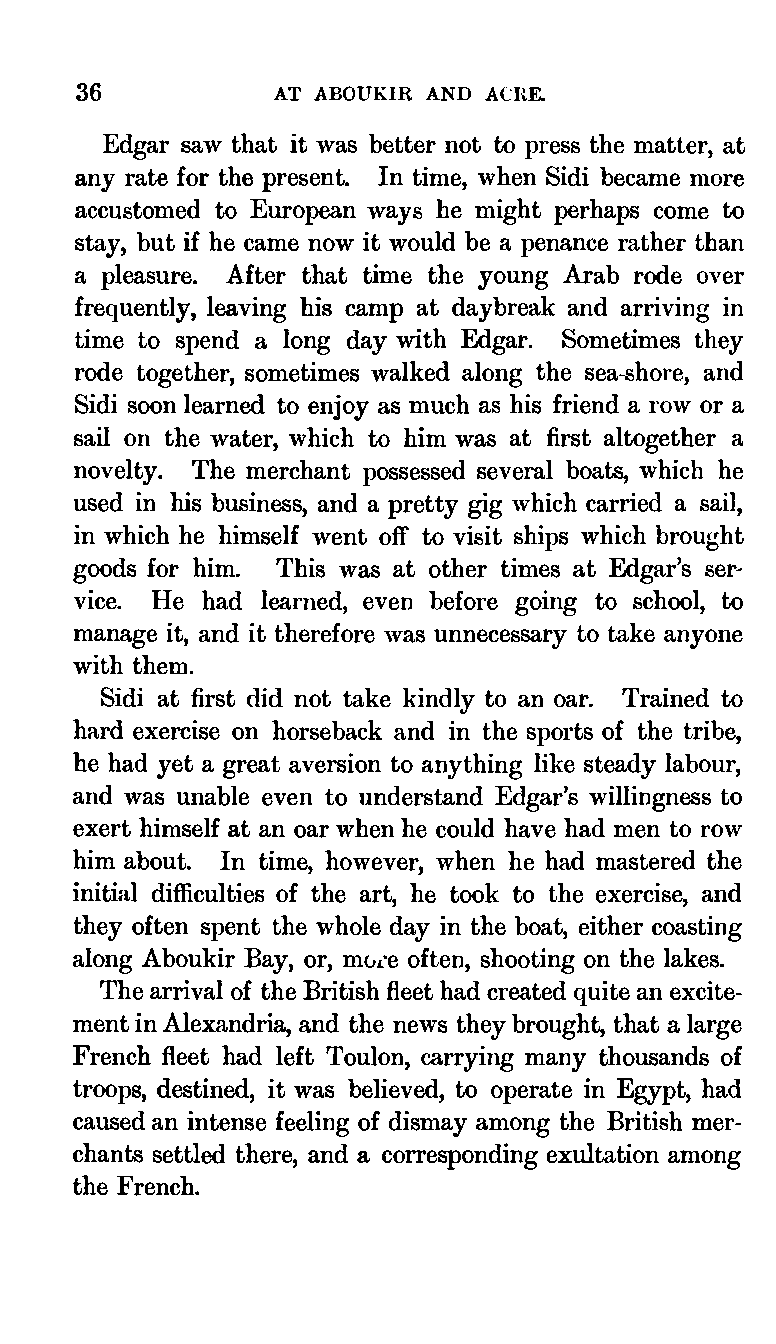 36 AT ABOUKIR AND ACRE.
Edgar saw that it was better not to press the matter, at
any rate for the present. In time, when Sidi became more
accustomed to European ways he might perhaps come to
stay, but if he came now it would be a penance rather than
a pleasure. After that time the young Arab rode over
frequently, leaving his camp at daybreak and arriving in
time to spend a long day with Edgar. Sometimes they
rode together, sometimes walked along the sea-shore, and
Sidi soon learned to enjoy as much as his friend a row or a
sail on the water, which to him was at first altogether a
novelty. The merchant possessed several boats, which he
used in his business, and a pretty gig which carried a sail,
in which he himself went off to visit ships which brought
goods for him. This was at other times at Edgar's ser-
vice. He had learned, even before going to school, to
manage it, and it therefore was unnecessary to take anyone
with them.
Sidi at first did not take kindly to an oar. Trained to
hard exercise on horseback and in the sports of the tribe,
he had yet a great aversion to anything like steady labour,
and was unable even to understand Edgar's willingness to
exert himself at an oar when he could have had men to row
him about. In time, however, when he had mastered the
initial difficulties of the art, he took to the exercise, and
they often spent the whole day in the boat, either coasting
along Aboukir Bay, or, more often, shooting on the lakes.
The arrival of the British fleet had created quite an excite-
ment in Alexandria, and the news they brought, that a large
French fleet had left Toulon, carrying many thousands of
troops, destined, it was believed, to operate in Egypt, had
caused an intense feeling of dismay among the British mer-
chants settled there, and a corresponding exultation among
the French.